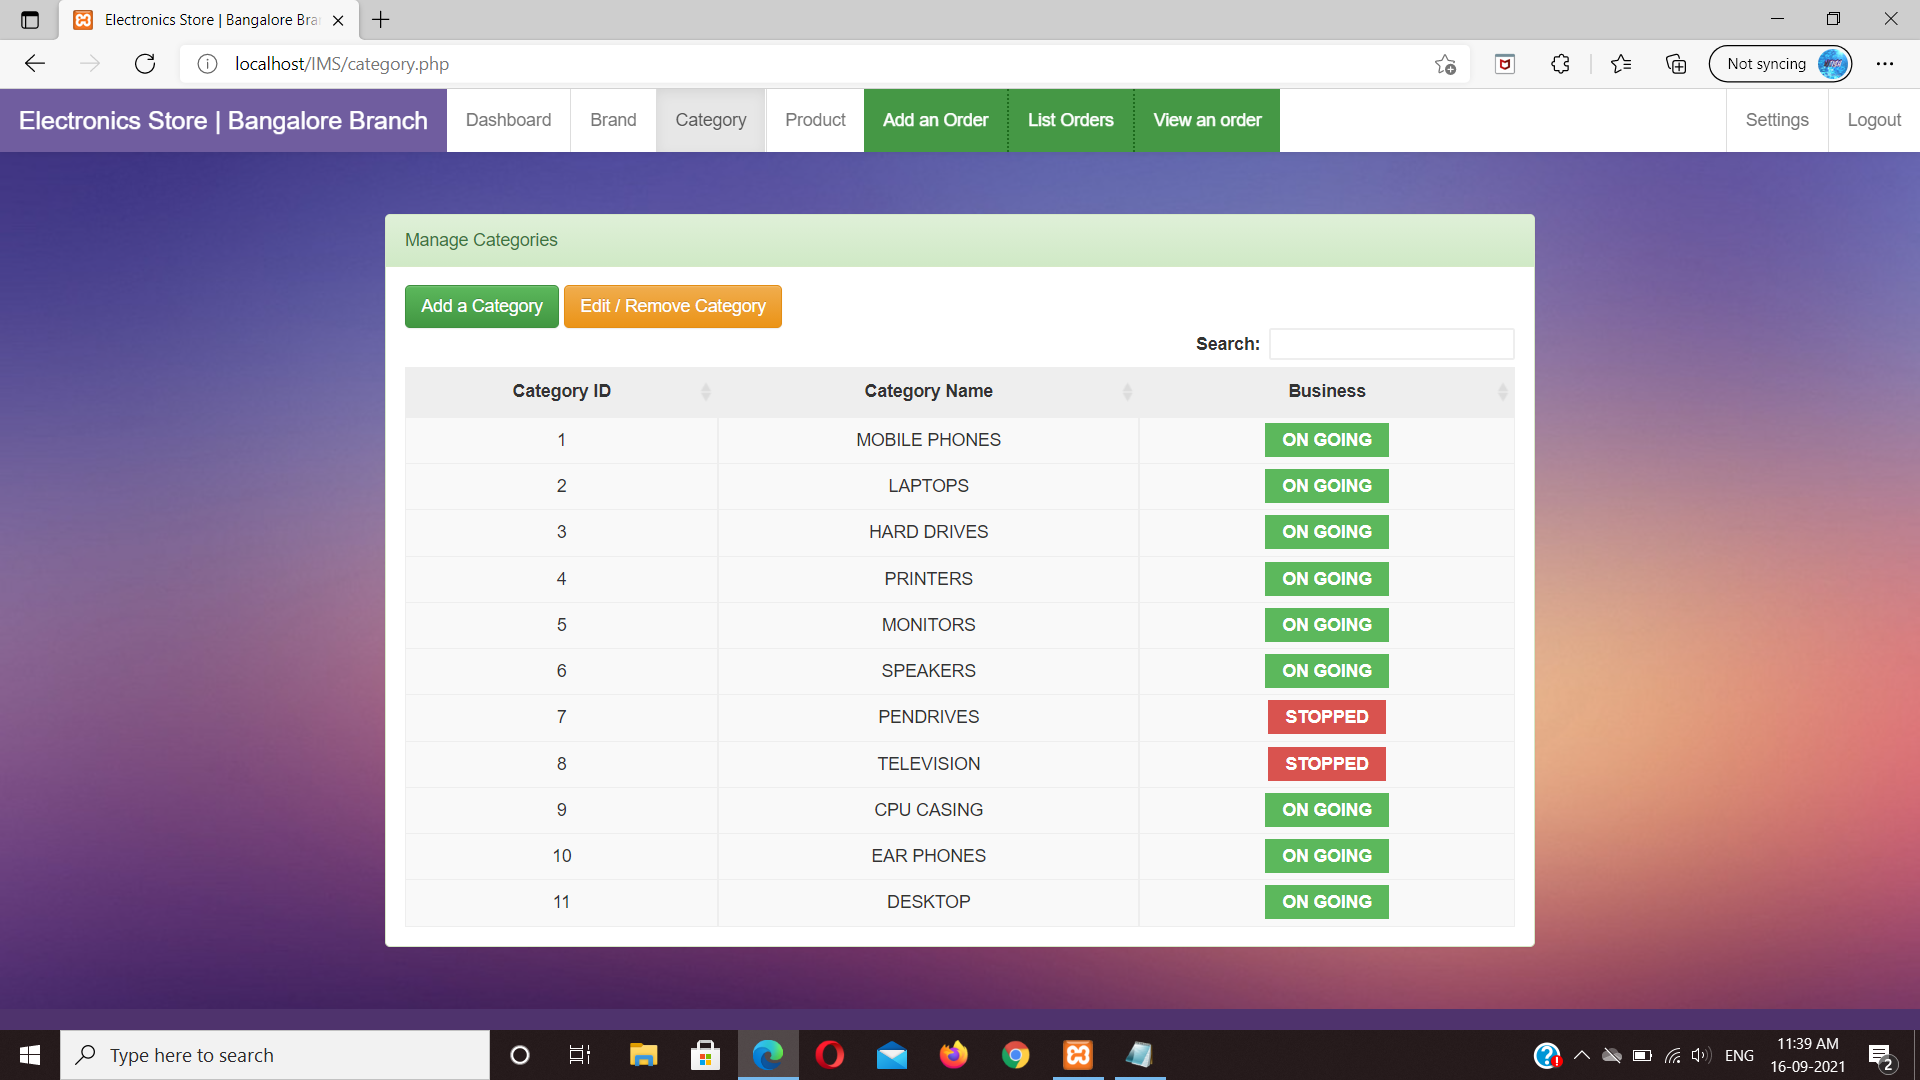 Electronics Store | Bangalore Bra
localhost/IMS/category.php
Not syncing
Electronics Store | Bangalore Branch
Dashboard
Brand
Category
Product
Add an Order
List Orders
View an order
Settings
Logout
Manage Categories
Add a Category
Edit / Remove Category
Search:
Category ID Category Name Business
1 MOBILE PHONES ON GOING
2 LAPTOPS ON GOING
3 HARD DRIVES ON GOING
4 PRINTERS ON GOING
5 MONITORS ON GOING
6 SPEAKERS ON GOING
7 PENDRIVES STOPPED
8 TELEVISION STOPPED
9 CPU CASING ON GOING
10 EAR PHONES ON GOING
11 DESKTOP ON GOING
Type here to search
ENG
11:39 AM
16-09-2021
2